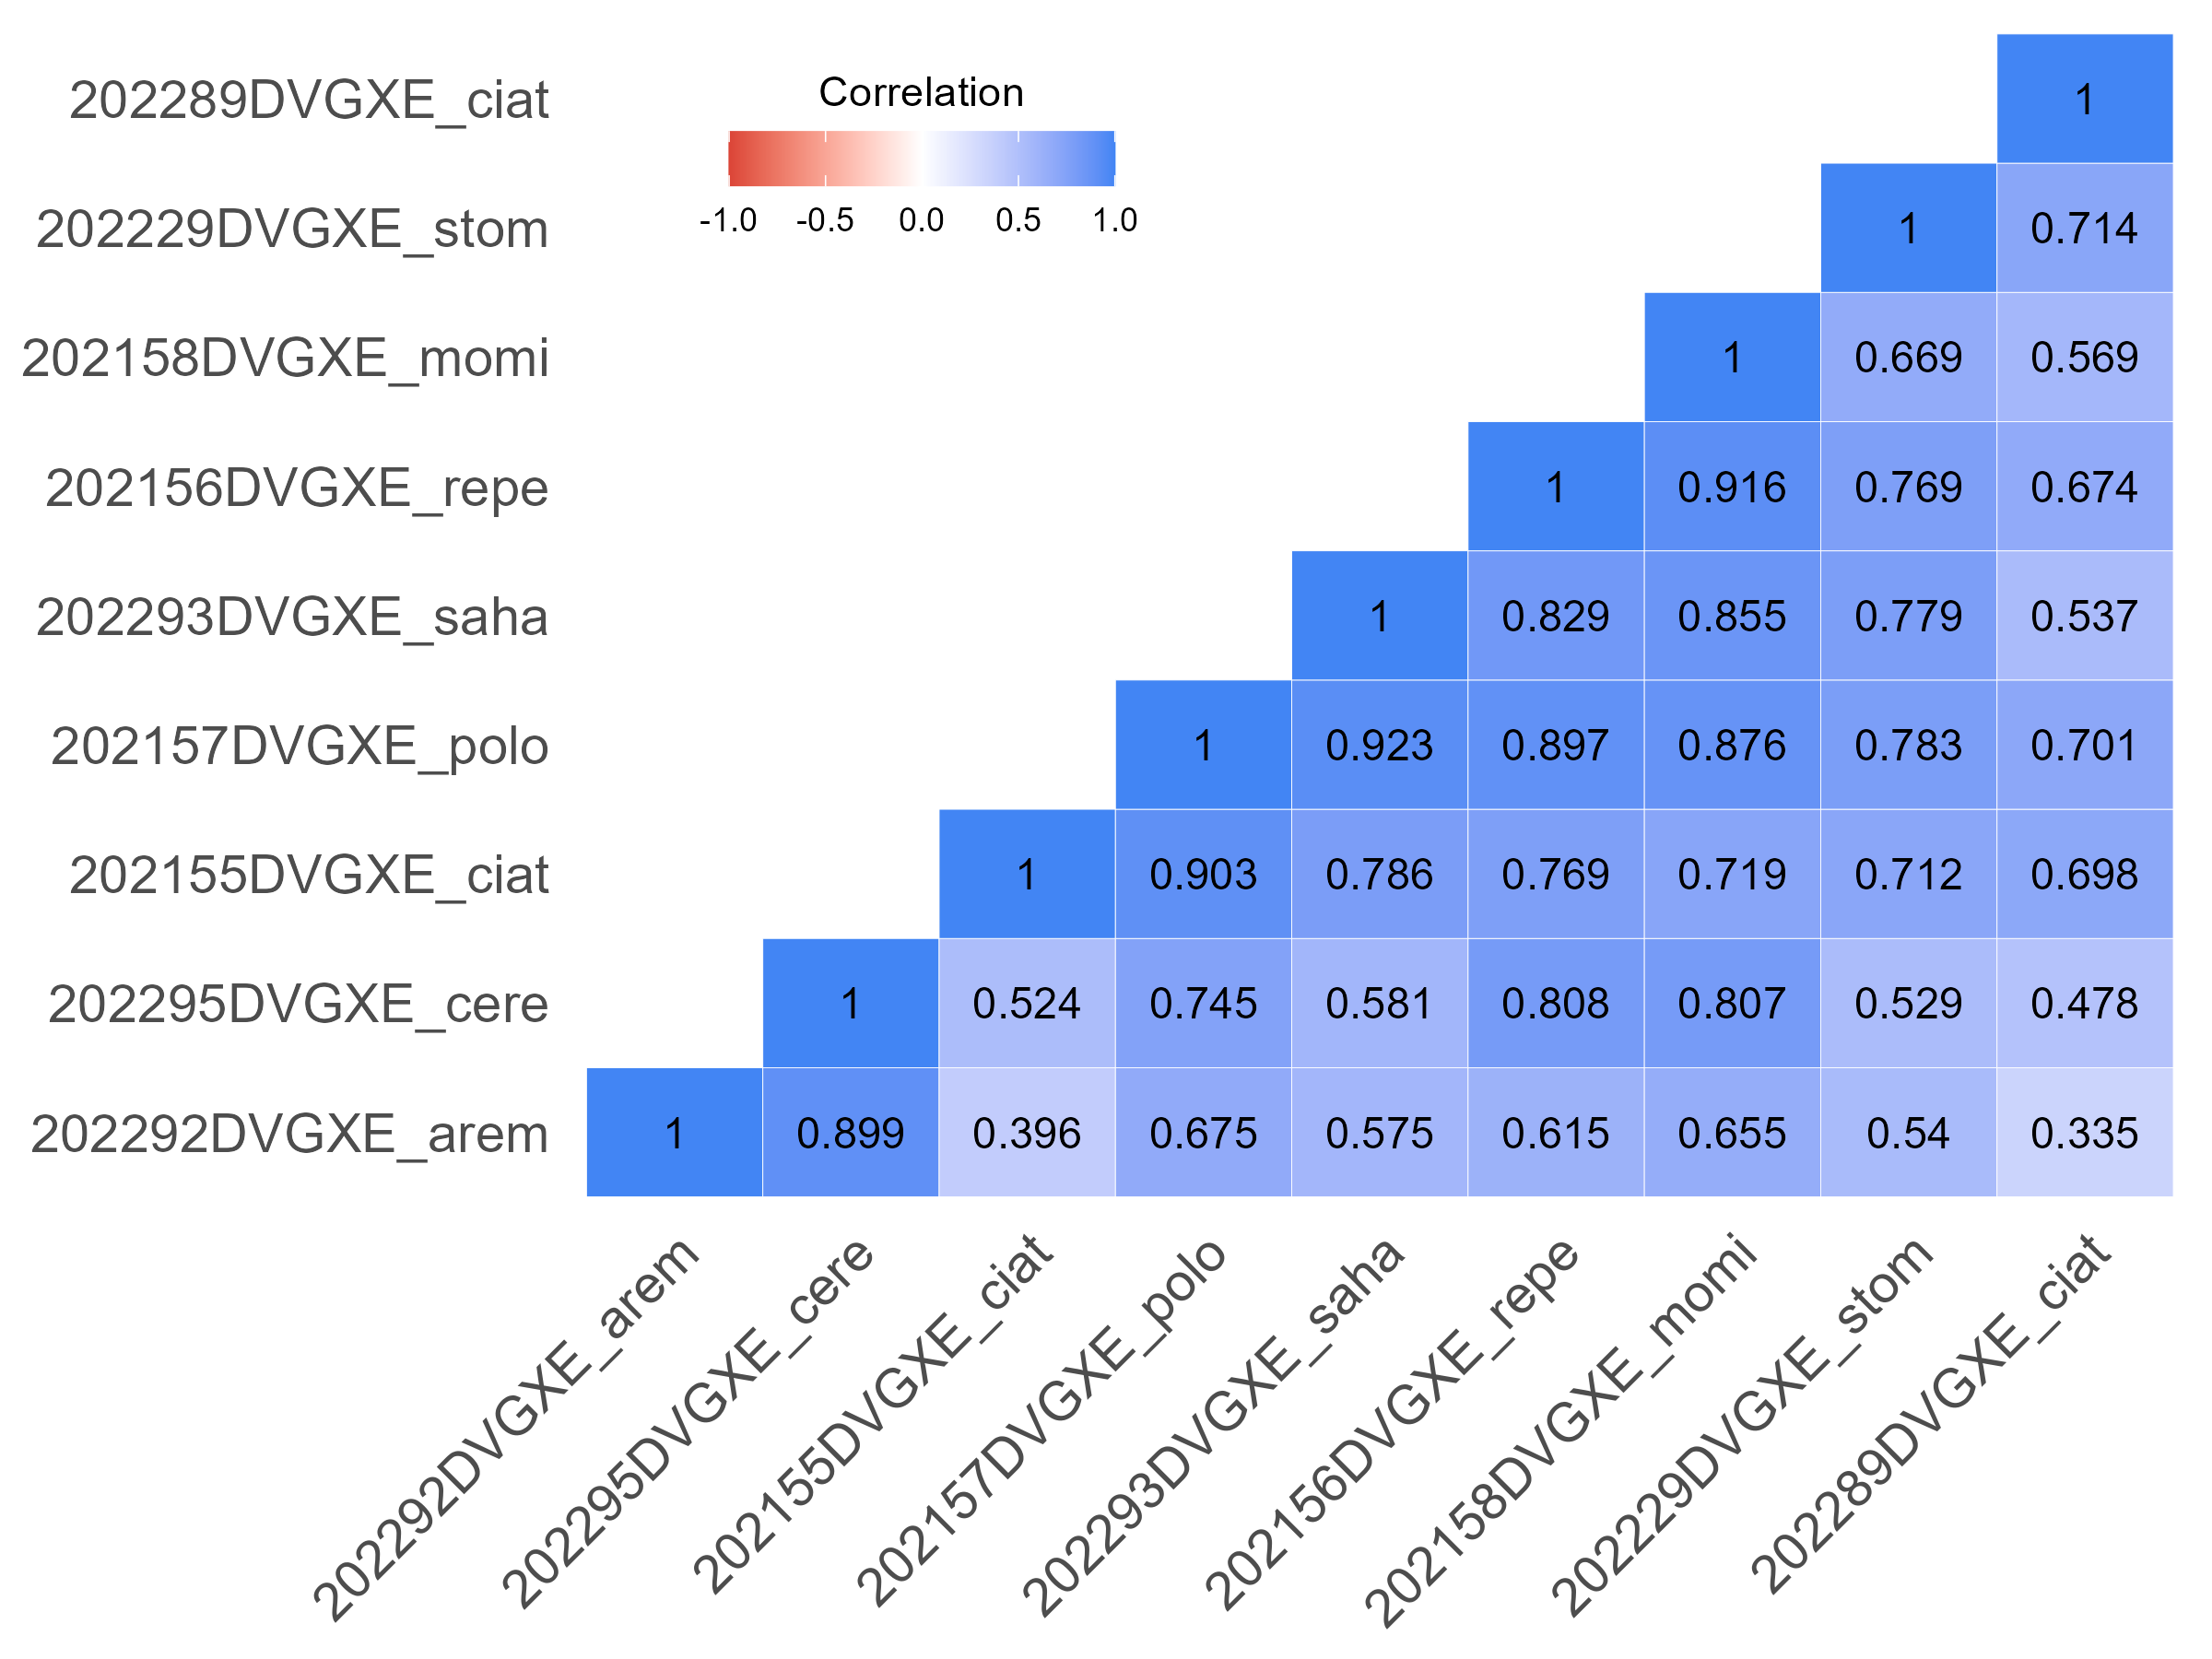 Correlation
-1.0 -0.5 0.0 0.5 1.0
202289DVGXE_ciat 1
202229DVGXE_stom 1 0.714
202158DVGXE_momi 1 0.669 0.569
202156DVGXE_repe 1 0.916 0.769 0.674
202293DVGXE_saha 1 0.829 0.855 0.779 0.537
202157DVGXE_polo 1 0.923 0.897 0.876 0.783 0.701
202155DVGXE_ciat 1 0.903 0.786 0.769 0.719 0.712 0.698
202295DVGXE_cere 1 0.524 0.745 0.581 0.808 0.807 0.529 0.478
202292DVGXE_arem 1 0.899 0.396 0.675 0.575 0.615 0.655 0.54 0.335
202292DVGXE_arem
202295DVGXE_cere
202155DVGXE_ciat
202157DVGXE_polo
202293DVGXE_saha
202156DVGXE_repe
202158DVGXE_momi
202229DVGXE_stom
202289DVGXE_ciat